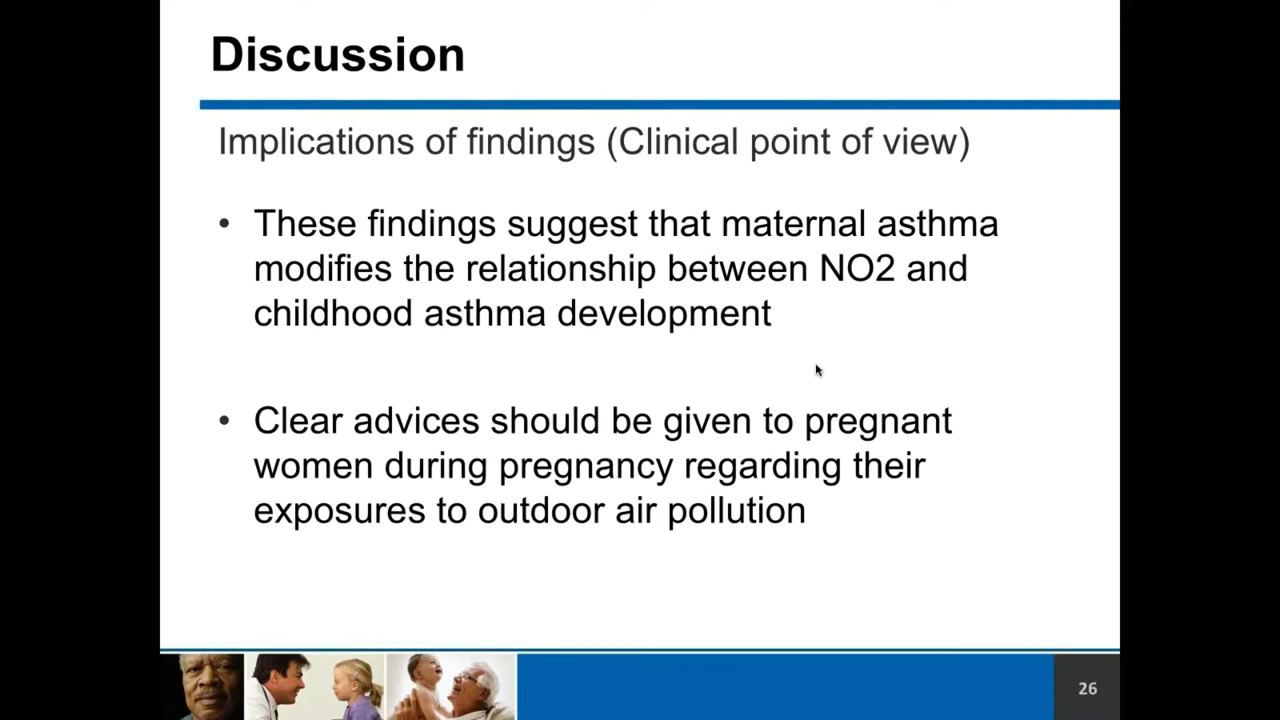 Discussion
Implications of findings (Clinical point of view)
• These findings suggest that maternal asthma
modifies the relationship between NO2 and
childhood asthma development
• Clear advices should be given to pregnant
women during pregnancy regarding their
exposures to outdoor air pollution
26